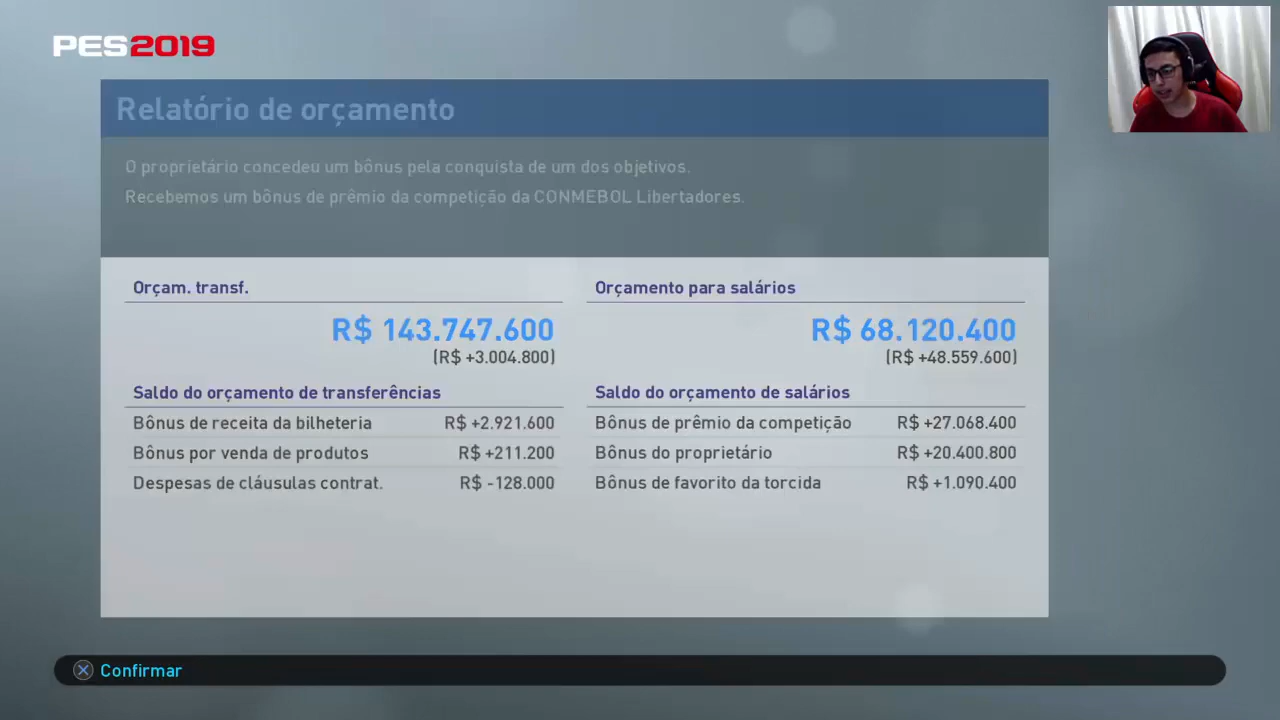 PES2019
Relatório de orçamento
O proprietário concedeu um bônus pela conquista de um dos objetivos.
Recebemos um bônus de prêmio da competição da CONMEBOL Libertadores.
Orçam. transf.
R$ 143.747.600
(R$ +3.004.800)
Saldo do orçamento de transferências
Bônus de receita da bilheteria R$ +2.921.600
Bônus por venda de produtos R$ +211.200
Despesas de cláusulas contrat. R$ -128.000
Orçamento para salários
R$ 68.120.400
(R$ +48.559.600)
Saldo do orçamento de salários
Bônus de prêmio da competição R$ +27.068.400
Bônus do proprietário R$ +20.400.800
Bônus de favorito da torcida R$ +1.090.400
Confirmar